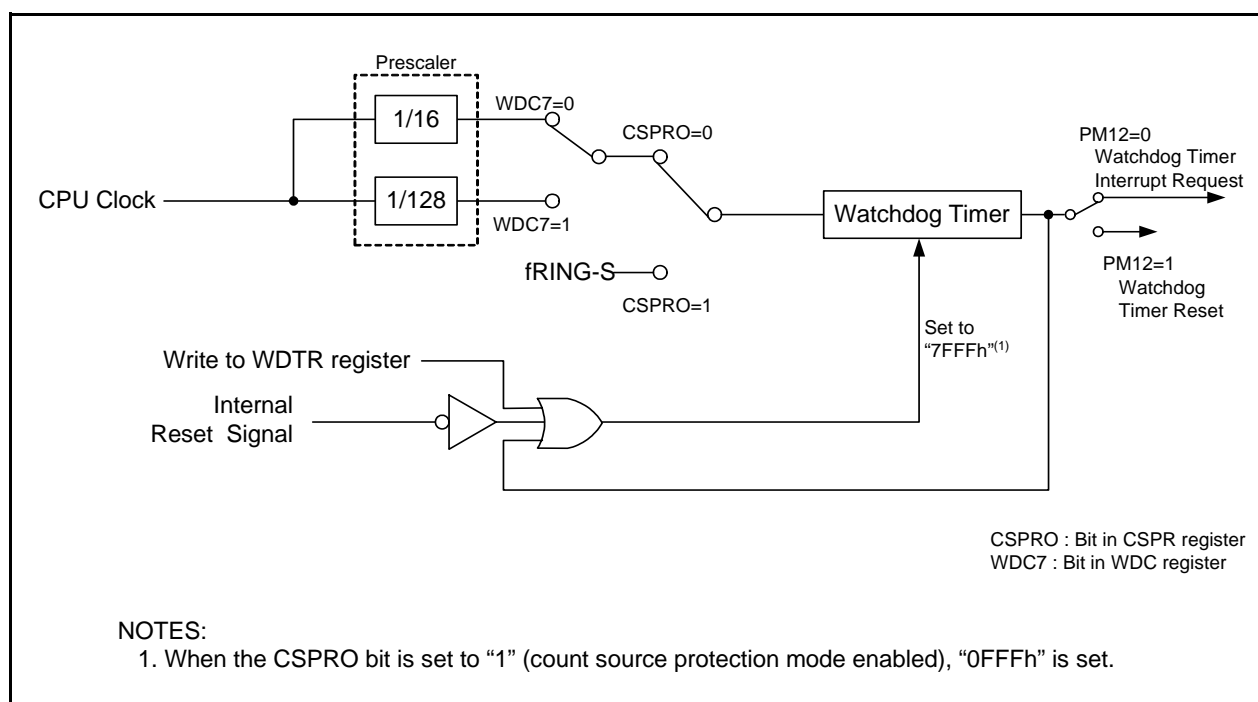 Prescaler
1/16
WDC7=0
CSPRO=0
PM12=0
Watchdog Timer
Interrupt Request
CPU Clock
1/128
WDC7=1
Watchdog Timer
fRING-S
CSPRO=1
PM12=1
Watchdog
Timer Reset
Set to
“7FFFh”(1)
Write to WDTR register
Internal
Reset Signal
CSPRO : Bit in CSPR register
WDC7 : Bit in WDC register
NOTES:
1. When the CSPRO bit is set to “1” (count source protection mode enabled), “0FFFh” is set.